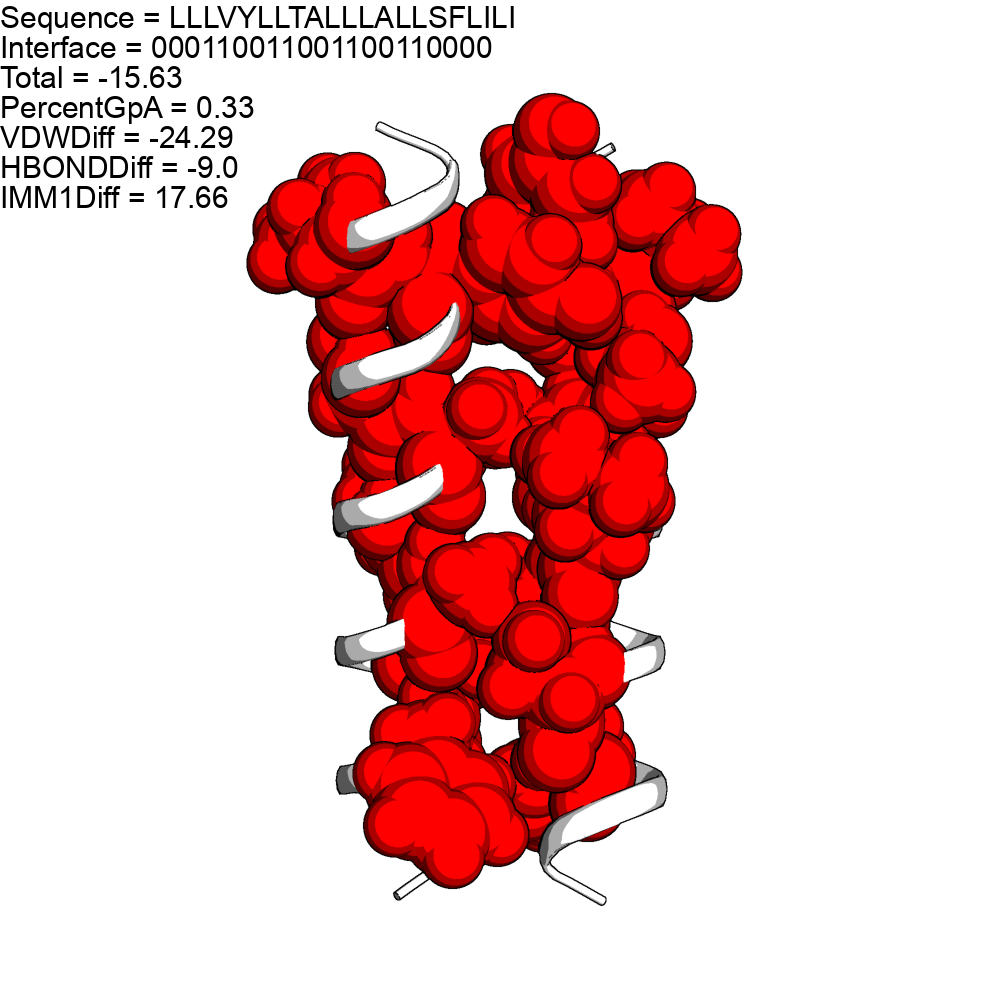 Sequence = LLLVYLLTALLLALLSFLILI
Interface = 000110011001100110000
Total = -15.63
PercentGpA = 0.33
VDWDiff = -24.29
HBONDDiff = -9.0
IMM1Diff = 17.66